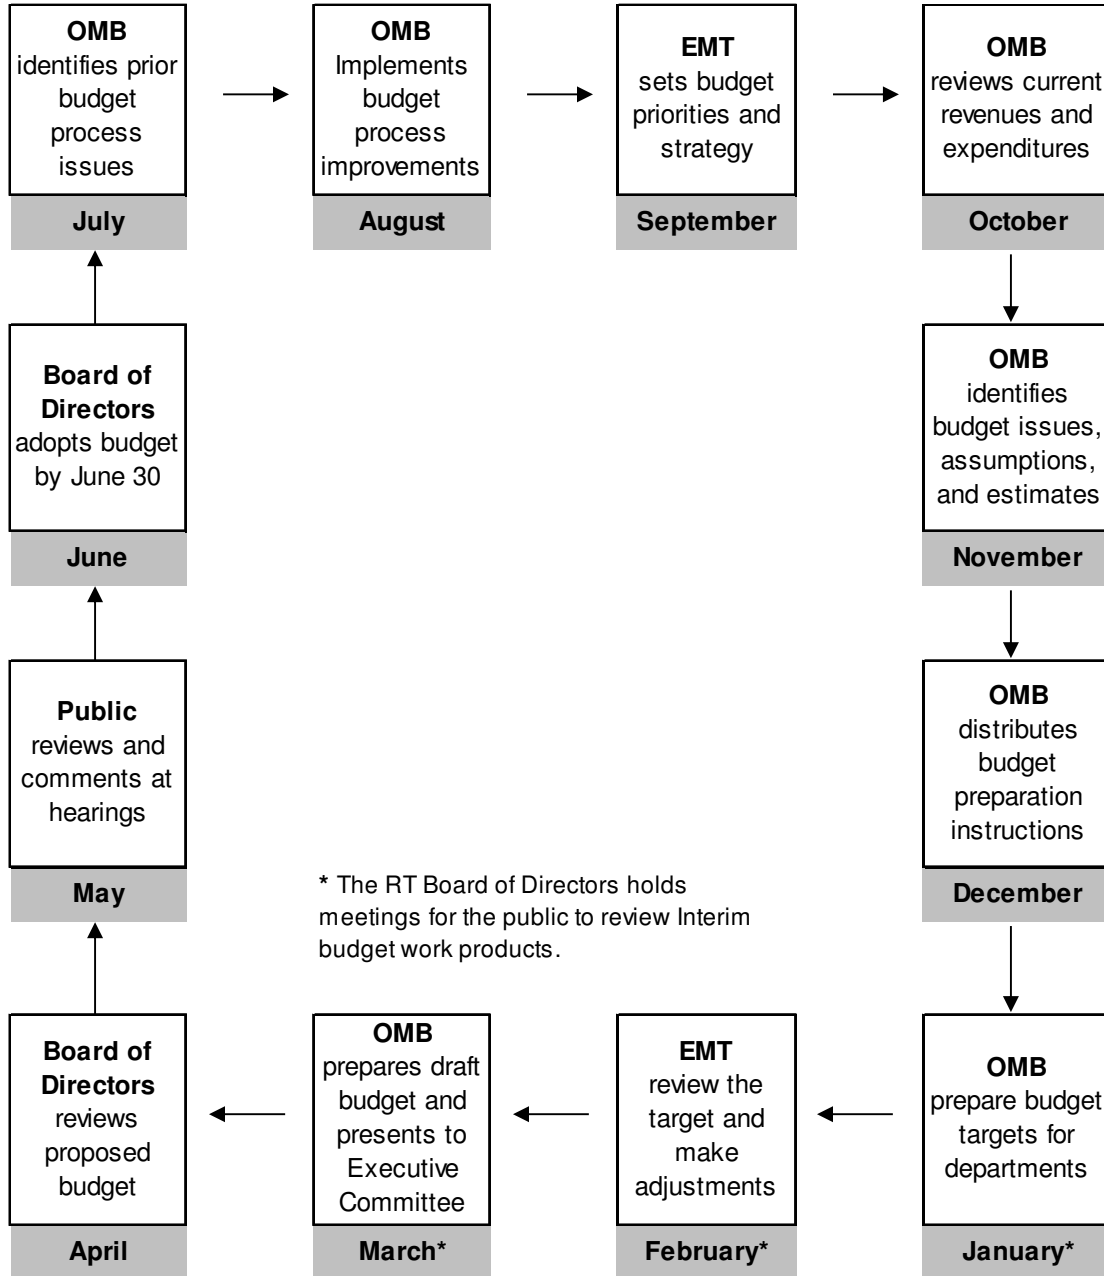 OMB
identifies prior
budget
process
issues
July
OMB
Implements
budget
process
improvements
August
EMT
sets budget
priorities and
strategy
September
OMB
reviews current
revenues and
expenditures
October
OMB
identifies
budget issues,
assumptions,
and estimates
November
OMB
distributes
budget
preparation
instructions
December
OMB
prepare budget
targets for
departments
January*
EMT
review the
target and
make
adjustments
February*
OMB
prepares draft
budget and
presents to
Executive
Committee
March*
Board of
Directors
reviews
proposed
budget
April
Public
reviews and
comments at
hearings
May
Board of
Directors
adopts budget
by June 30
June
* The RT Board of Directors holds
meetings for the public to review Interim
budget work products.